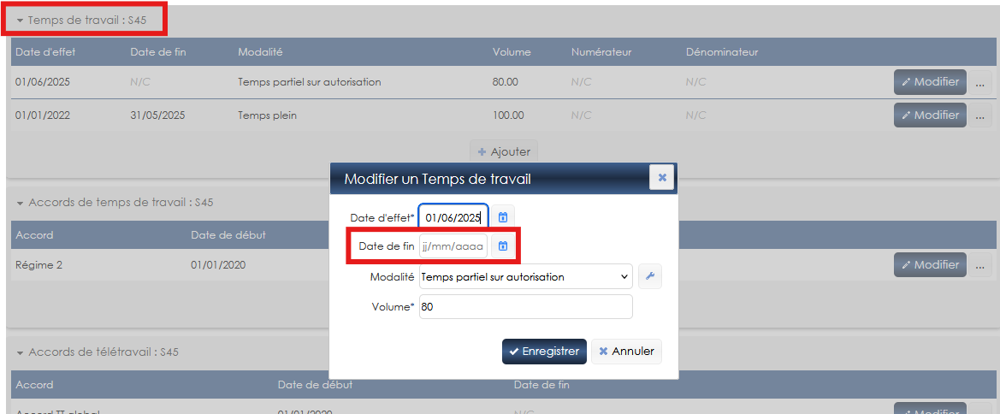 Temps de travail : S45
Date d'effet Date de fin Modalité Volume Numérateur Dénominateur
01/06/2025 N/C Temps partiel sur autorisation 80.00 N/C N/C Modifier ...
01/01/2022 31/05/2025 Temps plein 100.00 N/C N/C Modifier ...
+ Ajouter
Modifier un Temps de travail
Date d'effet* 01/06/2025
Date de fin jj/mm/aaaa
Modalité Temps partiel sur autorisation
Volume* 80
Enregistrer Annuler
Accords de temps de travail : S45
Accord Date de début
Régime 2 01/01/2020 Modifier ...
Accords de télétravail : S45
Accord Date de début Date de fin
Accord TT global 01/01/2020 N/C Modifier